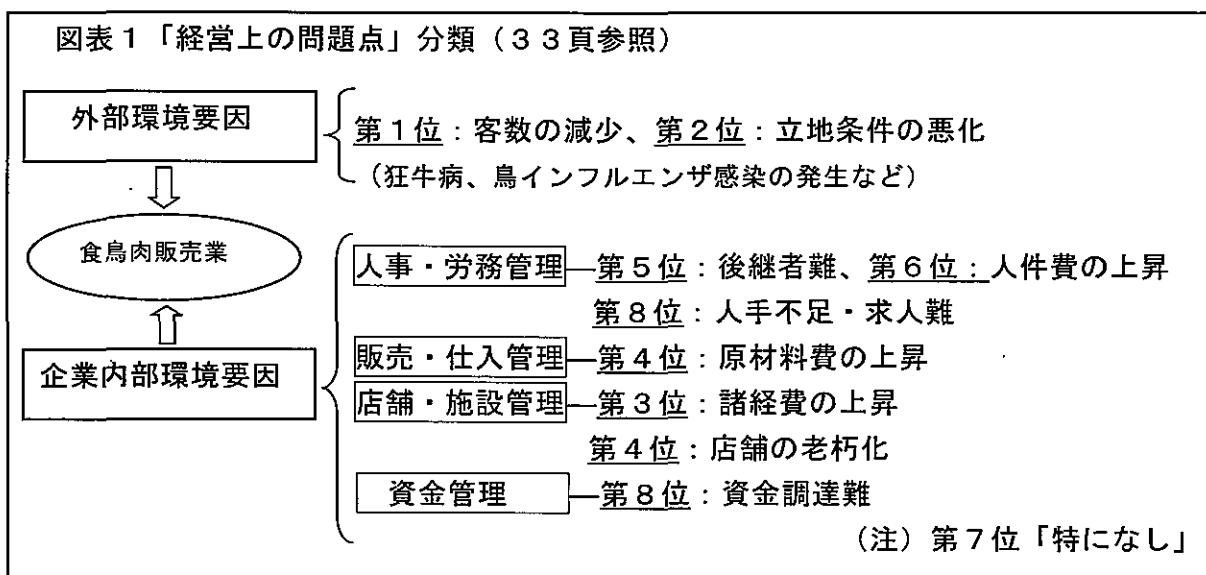 図表1「経営上の問題点」分類（33頁参照）
外部環境要因
第1位：客数の減少、第2位：立地条件の悪化
（狂牛病、鳥インフルエンザ感染の発生など）
食鳥肉販売業
人事・労務管理―第5位：後継者難、第6位：人件費の上昇
第8位：人手不足・求人難
企業内部環境要因
販売・仕入管理―第4位：原材料費の上昇
店舗・施設管理―第3位：諸経費の上昇
第4位：店舗の老朽化
資金管理―第8位：資金調達難
（注）第7位「特になし」